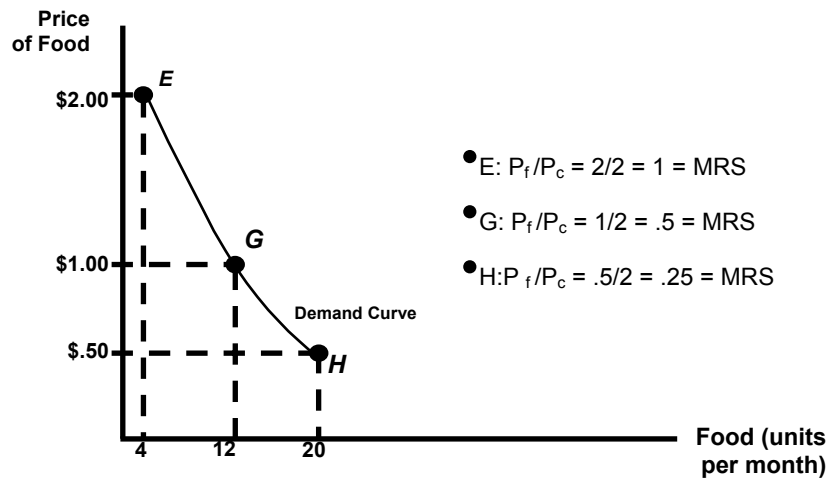 Price
of Food
E
$2.00
G
$1.00
Demand Curve
$.50
H
4
12
20
Food (units
per month)
●E: Pf/Pc = 2/2 = 1 = MRS
●G: Pf/Pc = 1/2 = .5 = MRS
●H:P f/Pc = .5/2 = .25 = MRS